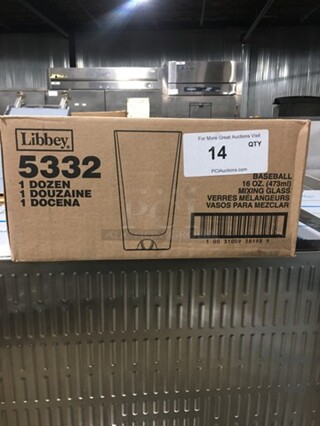 Libbey
5332
1 DOZEN
1 DOUZAINE
1 DOCENA
For More Great Auctions Visit
14
QTY
PCIAuctions.com
BASEBALL
16 OZ. (473ml)
MIXING GLASS
VERRES MÉLANGEURS
VASOS PARA MEZCLAR